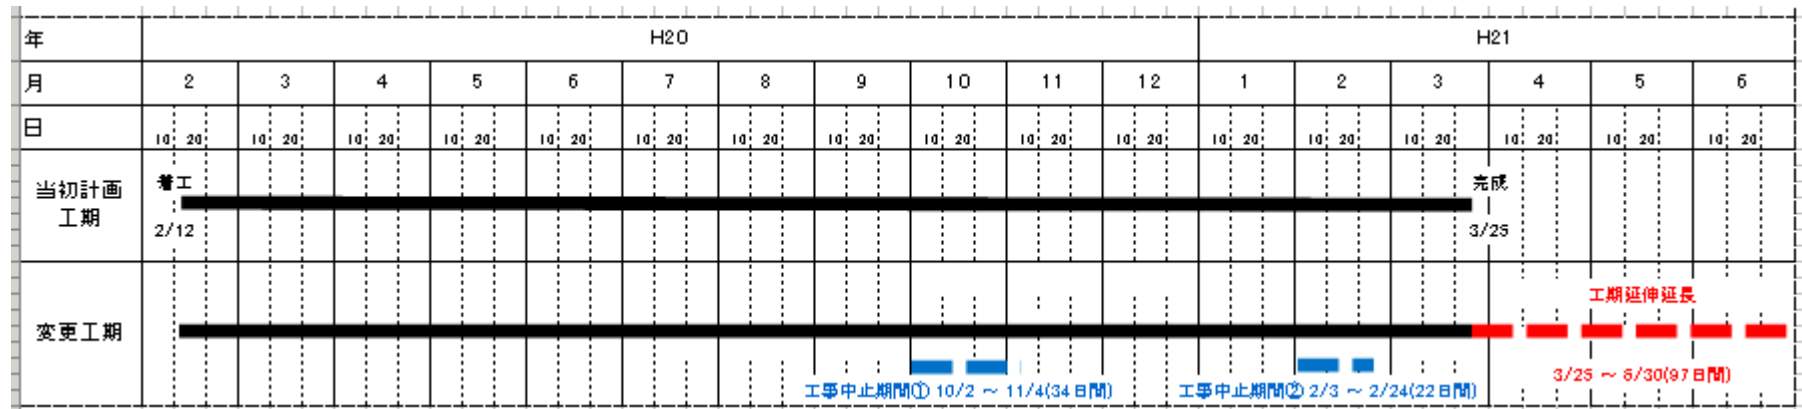 年 H20 H21
月 2 3 4 5 6 7 8 9 10 11 12 1 2 3 4 5 6
日 10 20 10 20 10 20 10 20 10 20 10 20 10 20 10 20 10 20 10 20 10 20 10 20 10 20 10 20 10 20 10 20 10 20
当初計画
工期
着工
2/12
完成
3/25
変更工期
工期延伸延長
工事中止期間① 10/2 ～ 11/4(34日間)
工事中止期間② 2/3 ～ 2/24(22日間)
3/25 ～ 6/30(97日間)